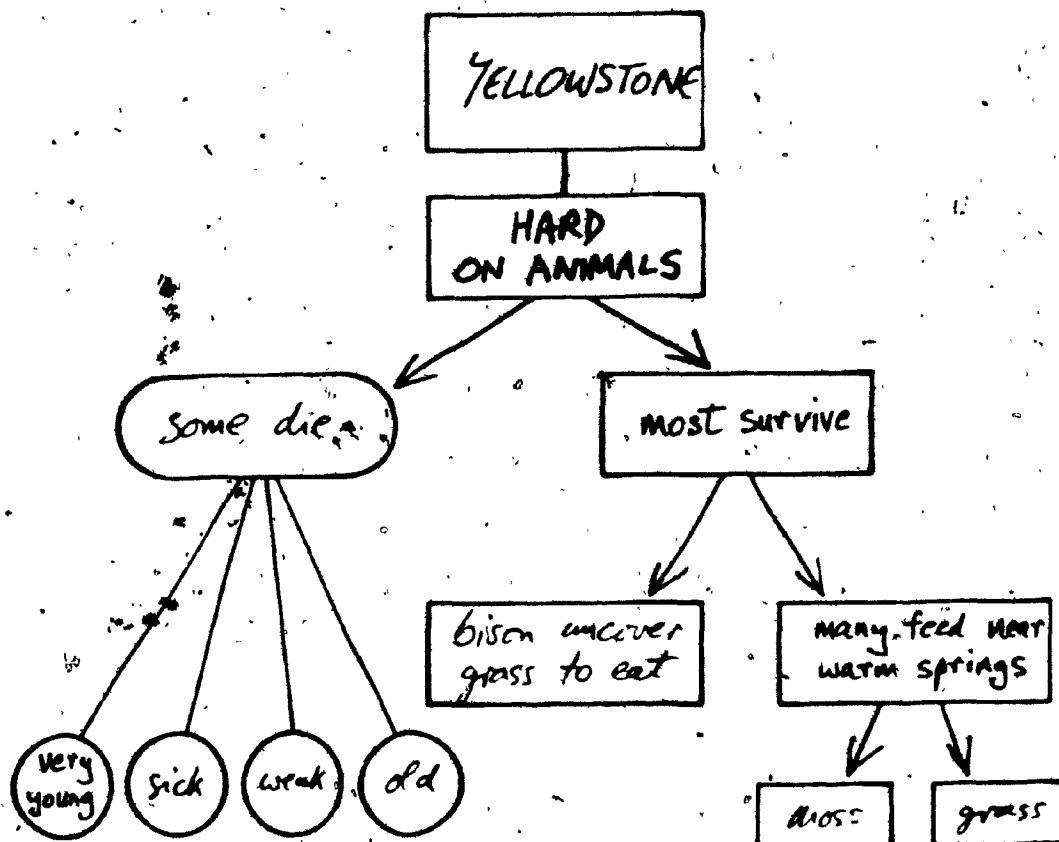 YELLOWSTONE
HARD
ON ANIMALS
some die
most survive
bison uncover
grass to eat
many feed near
warm springs
very
young
sick
weak
old
moss
grass